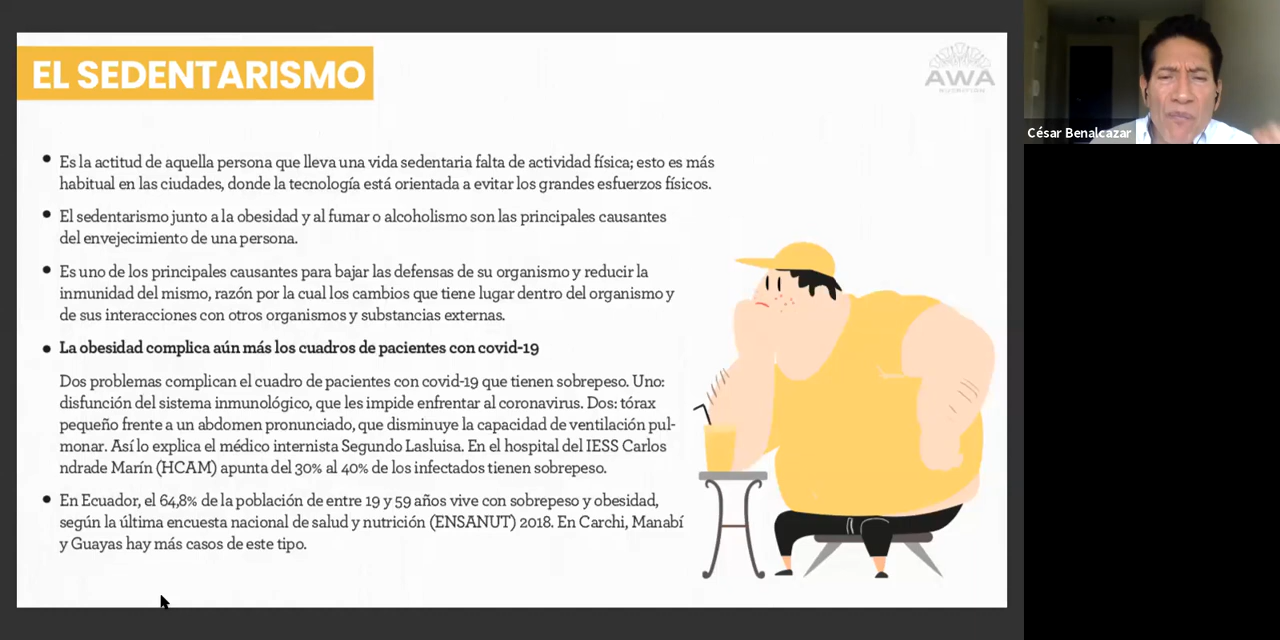 EL SEDENTARISMO
AWA
NUTRITION
César Benalcazar
• Es la actitud de aquella persona que lleva una vida sedentaria falta de actividad física; esto es más
habitual en las ciudades, donde la tecnología está orientada a evitar los grandes esfuerzos físicos.
• El sedentarismo junto a la obesidad y al fumar o alcoholismo son las principales causantes
del envejecimiento de una persona.
• Es uno de los principales causantes para bajar las defensas de su organismo y reducir la
inmunidad del mismo, razón por la cual los cambios que tiene lugar dentro del organismo y
de sus interacciones con otros organismos y substancias externas.
• La obesidad complica aún más los cuadros de pacientes con covid-19
Dos problemas complican el cuadro de pacientes con covid-19 que tienen sobrepeso. Uno:
disfunción del sistema inmunológico, que les impide enfrentar al coronavirus. Dos: tórax
pequeño frente a un abdomen pronunciado, que disminuye la capacidad de ventilación pul-
monar. Así lo explica el médico internista Segundo Lasluisa. En el hospital del IESS Carlos
ndrade Marín (HCAM) apunta del 30% al 40% de los infectados tienen sobrepeso.
• En Ecuador, el 64,8% de la población de entre 19 y 59 años vive con sobrepeso y obesidad,
según la última encuesta nacional de salud y nutrición (ENSANUT) 2018. En Carchi, Manabí
y Guayas hay más casos de este tipo.